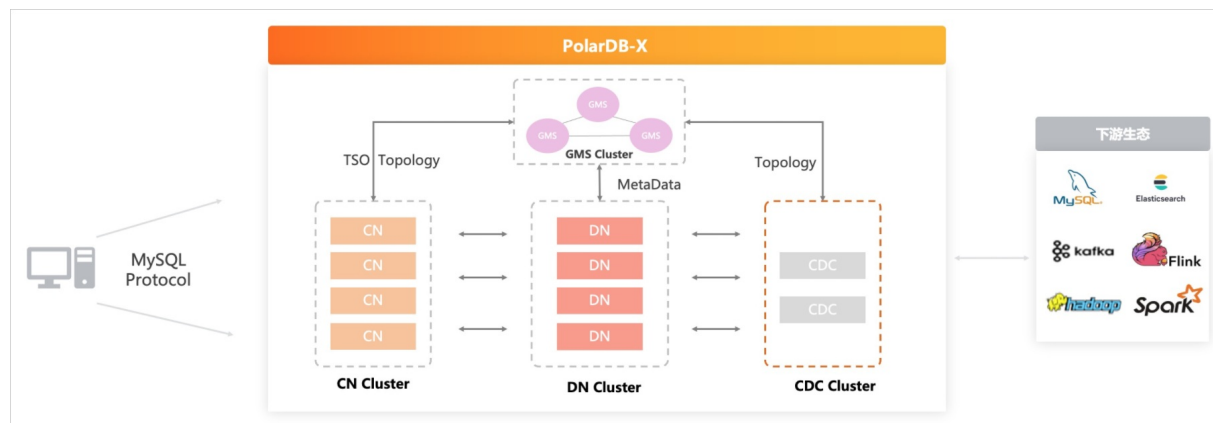 PolarDB-X
GMS
GMS
GMS
GMS Cluster
TSO
Topology
MetaData
Topology
MySQL
Protocol
CN
CN
CN
CN
CN Cluster
DN
DN
DN
DN
DN Cluster
CDC
CDC
CDC Cluster
下游生态
MySQL
Elasticsearch
kafka
Flink
hadoop
Spark